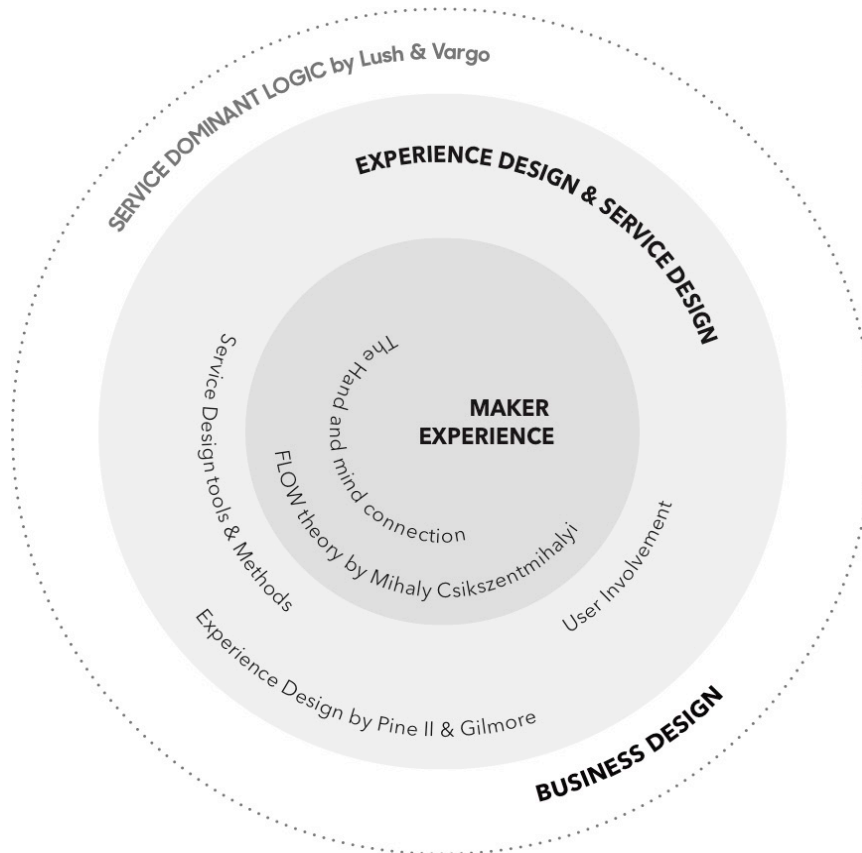 SERVICE DOMINANT LOGIC by Lush & Vargo
EXPERIENCE DESIGN & SERVICE DESIGN
The Hand and mind connection
MAKER
EXPERIENCE
FLOW theory by Mihaly Csikszentmihalyi
Service Design tools & Methods
User Involvement
Experience Design by Pine II & Gilmore
BUSINESS DESIGN